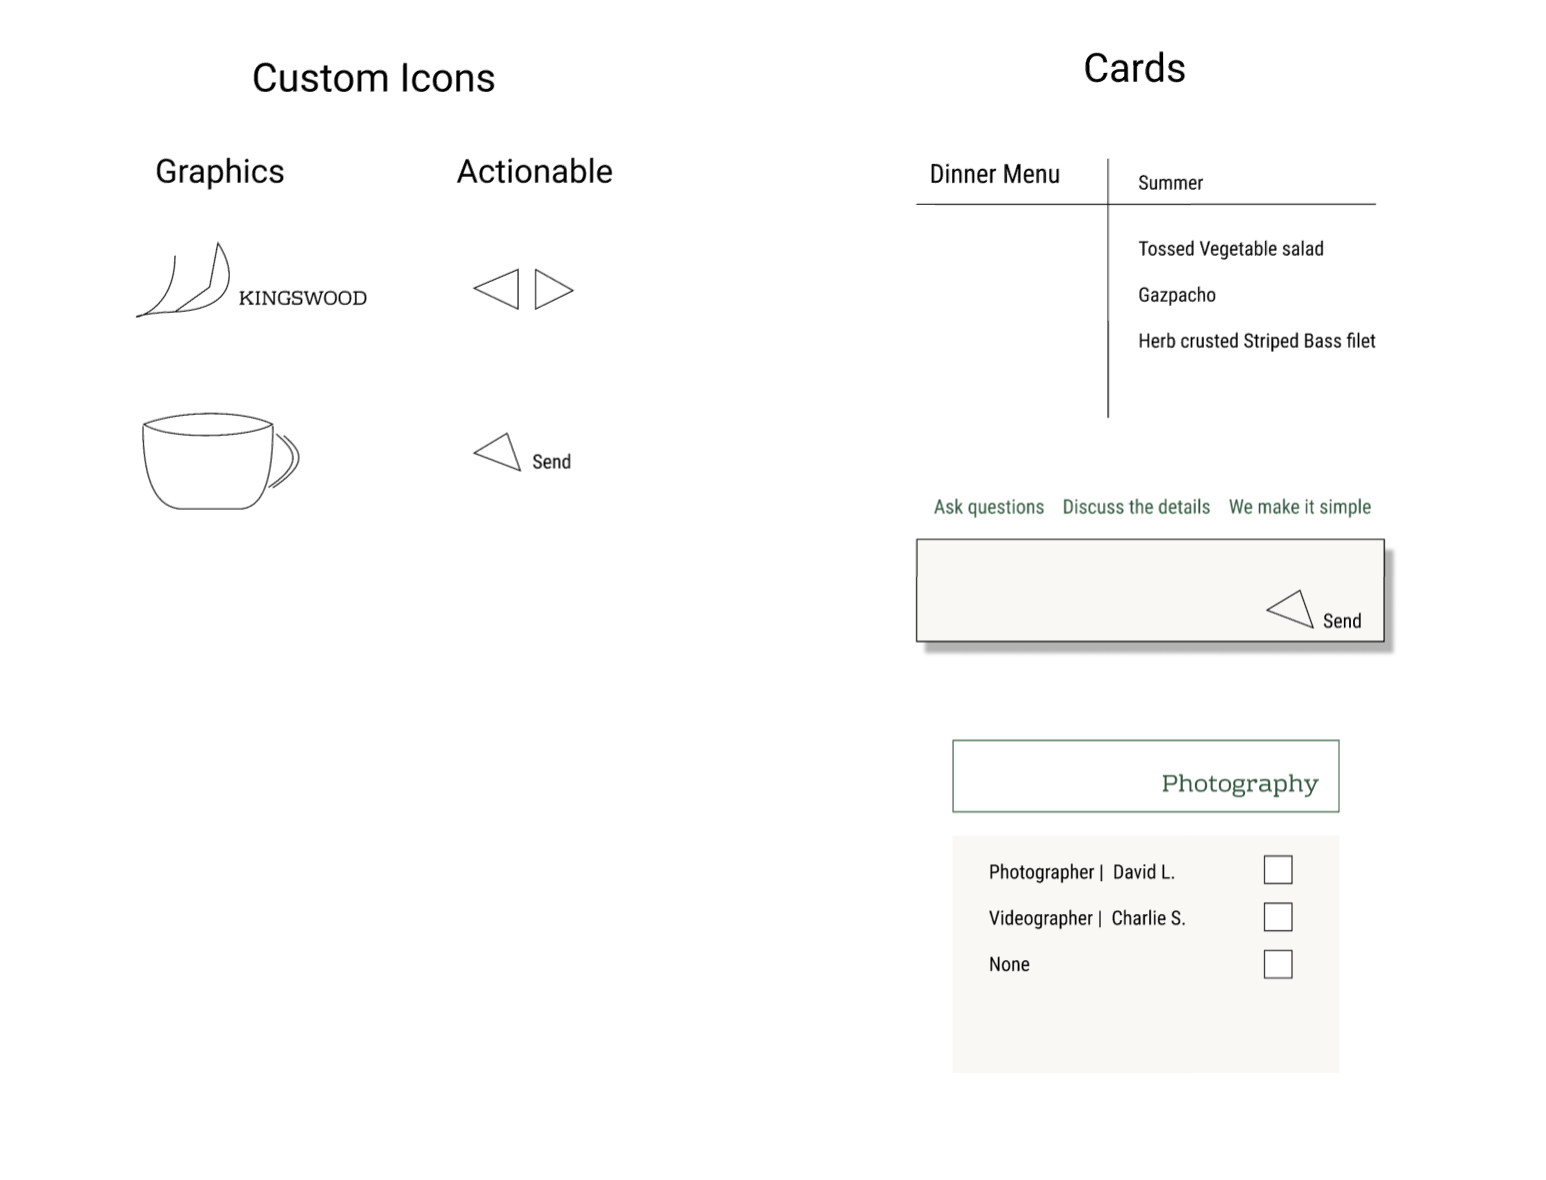 Custom Icons
Graphics
Actionable
KINGSWOOD
Send
Cards
Dinner Menu
Summer
Tossed Vegetable salad
Gazpacho
Herb crusted Striped Bass filet
Ask questions Discuss the details We make it simple
Send
Photography
Photographer | David L.
Videographer | Charlie S.
None